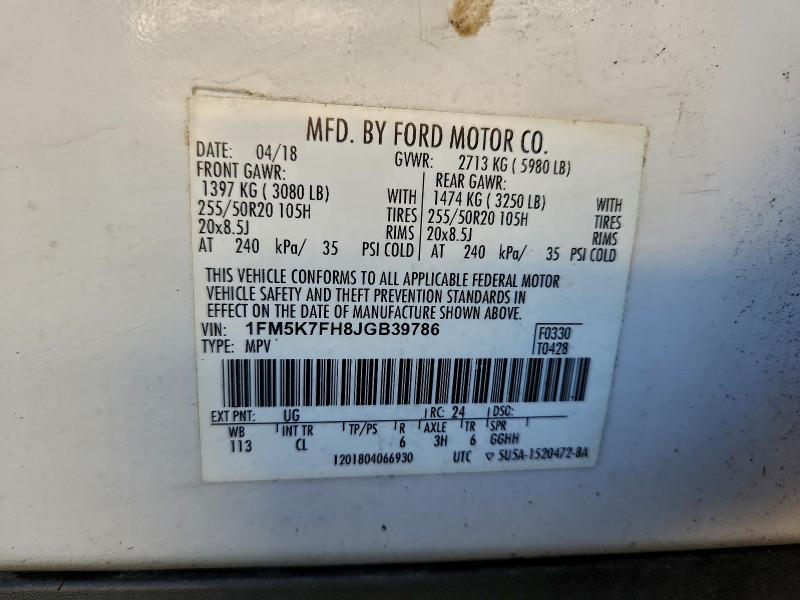 MFD. BY FORD MOTOR CO.
DATE: 04/18 GVWR: 2713 KG ( 5980 LB)
FRONT GAWR: REAR GAWR:
1397 KG ( 3080 LB) WITH 1474 KG ( 3250 LB) WITH
255/50R20 105H TIRES 255/50R20 105H TIRES
20x8.5J RIMS 20x8.5J RIMS
AT 240 kPa/ 35 PSI COLD AT 240 kPa/ 35 PSI COLD
THIS VEHICLE CONFORMS TO ALL APPLICABLE FEDERAL MOTOR
VEHICLE SAFETY AND THEFT PREVENTION STANDARDS IN
EFFECT ON THE DATE OF MANUFACTURE SHOWN ABOVE.
VIN: 1FM5K7FH8JGB39786 F0330
TYPE: MPV T0428
EXT PNT: UG RC: 24 DSO:
WB INT TR TP/PS R AXLE TR SPR
113 CL 6 3H 6 GGHH
1201804066930 UTC ▽ 5U5A-1520472-BA